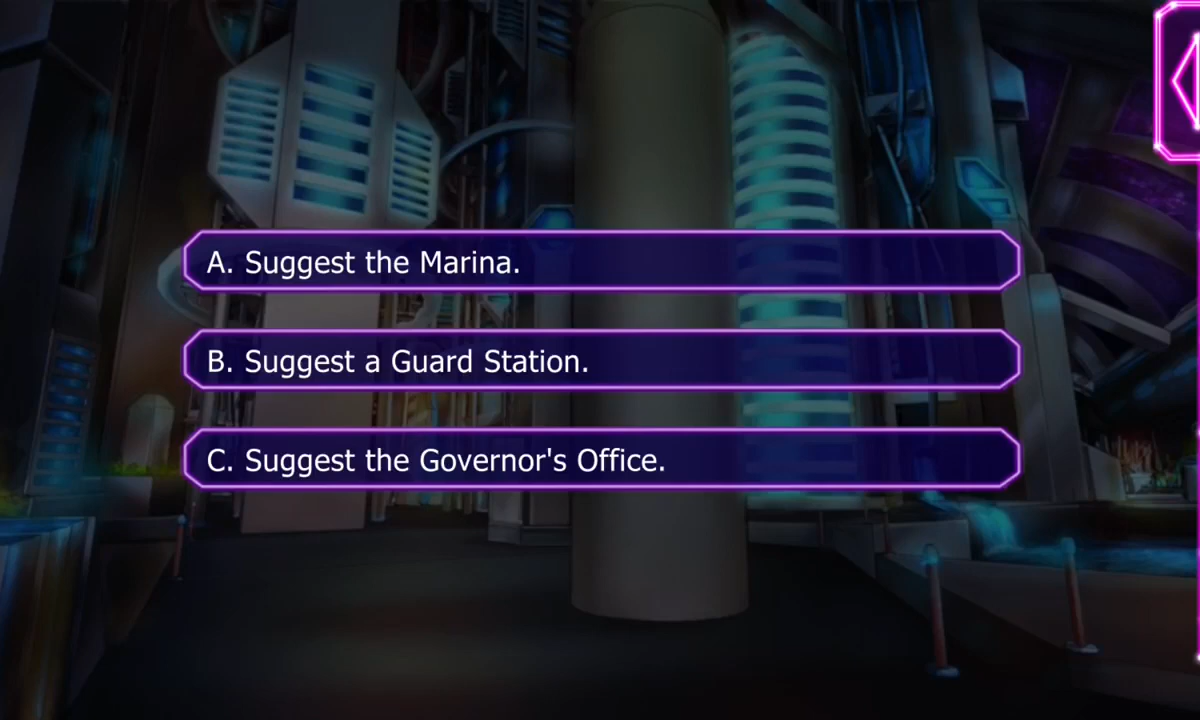 A. Suggest the Marina.
B. Suggest a Guard Station.
C. Suggest the Governor's Office.